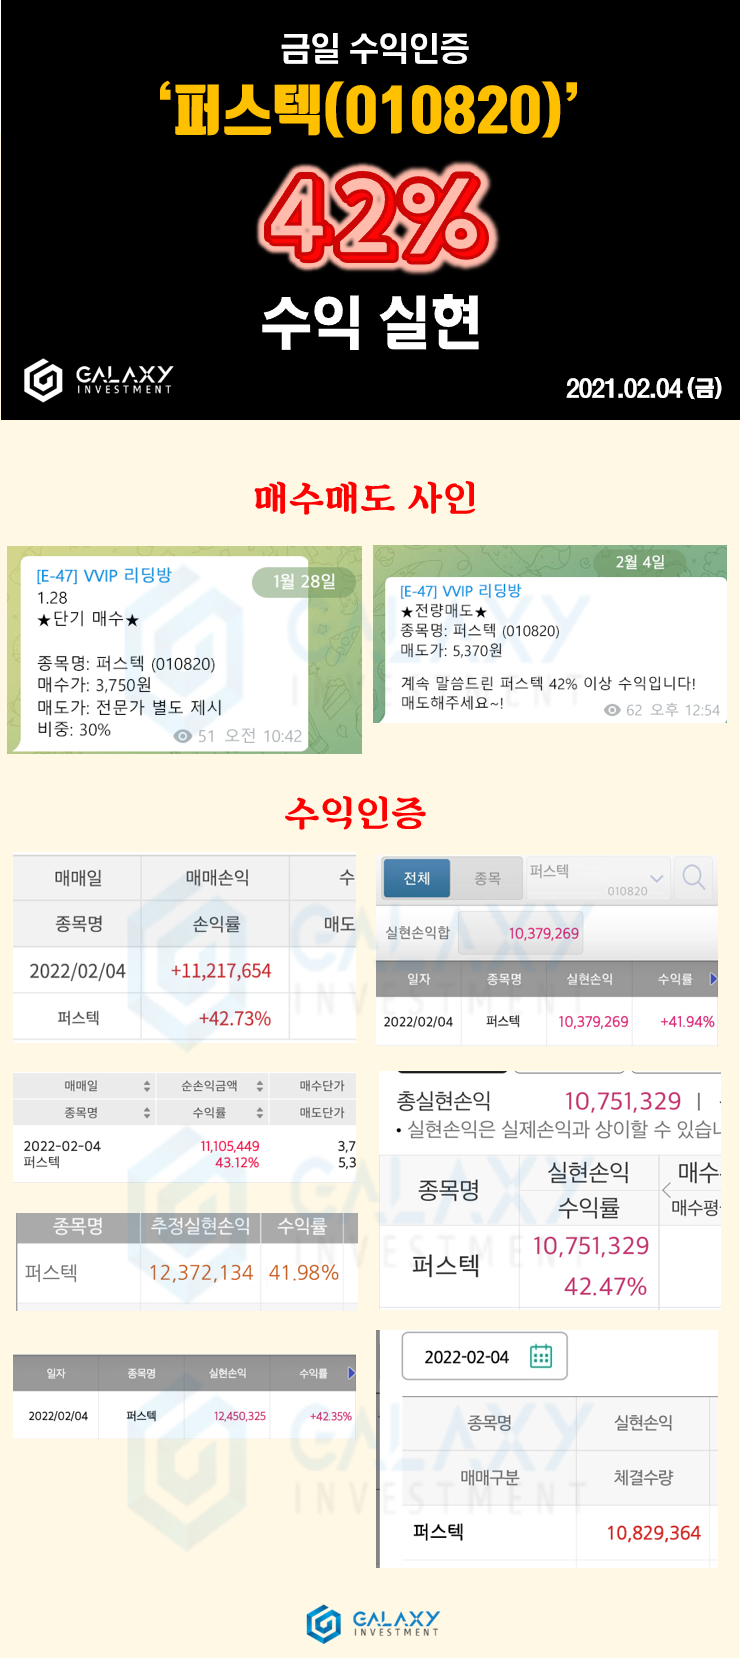 금일 수익인증
‘퍼스텍(010820)’
42%
수익 실현
GALAXY
INVESTMENT
2021.02.04 (금)
매수매도 사인
1월 28일
[E-47] VVIP 리딩방
1.28
★단기 매수★
종목명: 퍼스텍 (010820)
매수가: 3,750원
매도가: 전문가 별도 제시
비중: 30%
51 오전 10:42
2월 4일
[E-47] VVIP 리딩방
★전량매도★
종목명: 퍼스텍 (010820)
매도가: 5,370원
계속 말씀드린 퍼스텍 42% 이상 수익입니다!
매도해주세요~!
62 오후 12:54
수익인증
매매일 매매손익 수
종목명 손익률 매도
2022/02/04 +11,217,654
퍼스텍 +42.73%
전체 종목 퍼스텍
010820
실현손익합 10,379,269
일자 종목명 실현손익 수익률
2022/02/04 퍼스텍 10,379,269 +41.94%
매매일 순손익금액 매수단가
종목명 수익률 매도단가
2022-02-04 11,105,449 3,7
퍼스텍 43.12% 5,3
총실현손익 10,751,329 |
• 실현손익은 실제손익과 상이할 수 있습니
종목명 실현손익 매수
수익률 매수평
퍼스텍 10,751,329
42.47%
종목명 추정실현손익 수익률
퍼스텍 12,372,134 41.98%
일자 종목명 실현손익 수익률
2022/02/04 퍼스텍 12,450,325 +42.35%
2022-02-04
종목명 실현손익
매매구분 체결수량
퍼스텍 10,829,364
GALAXY
INVESTMENT
GALAXY
INVESTMENT
GALAXY
INVESTMENT
GALAXY
INVESTMENT
GALAXY
INVESTMENT